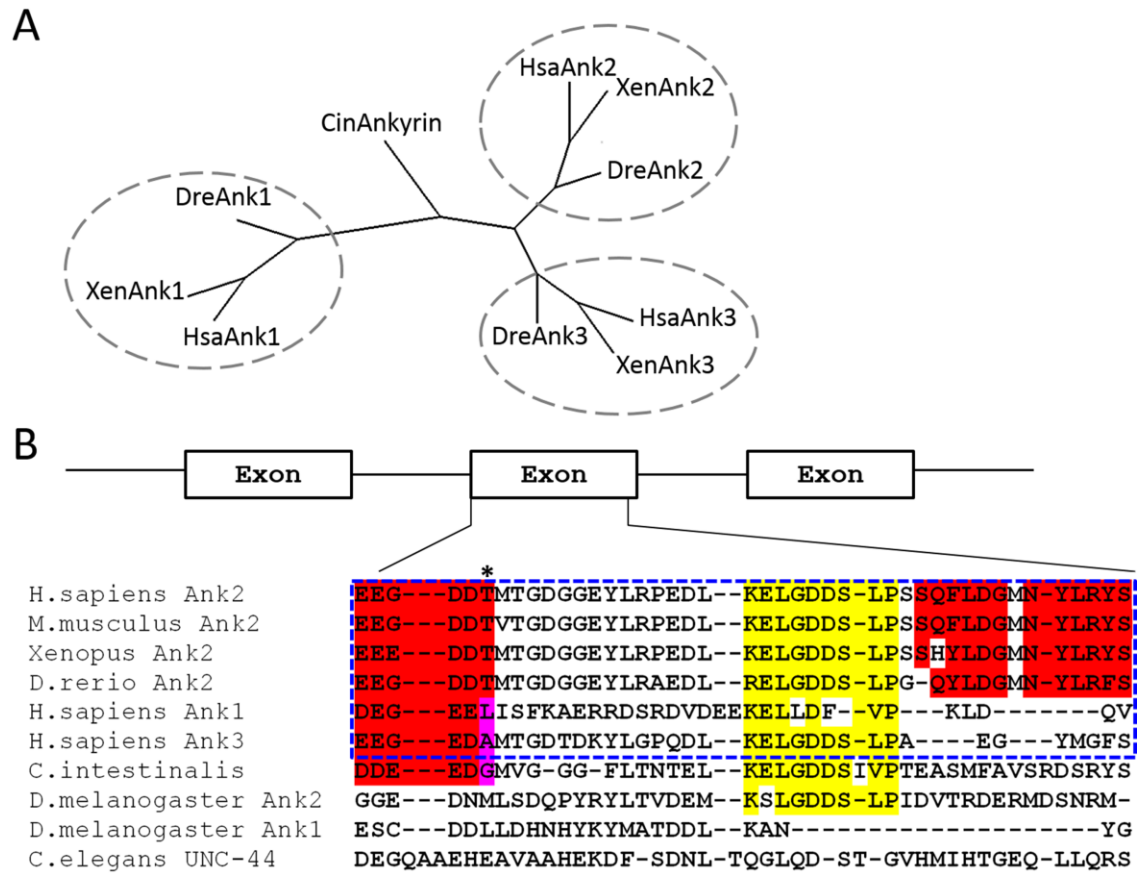 A
HsaAnk2
XenAnk2
CinAnkyrin
DreAnk2
DreAnk1
XenAnk1
HsaAnk1
HsaAnk3
DreAnk3
XenAnk3
B
Exon Exon Exon
*
H.sapiens Ank2 EEG---DDTMTGDGGEYLRPEDL--KELGDDS-LPSSQFLDGMN-YLRYS
M.musculus Ank2 EEG---DDTVTGDGGEYLRPEDL--KELGDDS-LPSSQFLDGMN-YLRYS
Xenopus Ank2 EEE---DDTMTGDGGEYLRPEDL--KELGDDS-LPSSHYLDGMN-YLRYS
D.rerio Ank2 EEG---DDTMTGDGGEYLRAEDL--RELGDDS-LPG-QYLDGMN-YLRFS
H.sapiens Ank1 DEG---EELISFKAERRDSRDVDEEKELLDF--VP---KLD-----QV
H.sapiens Ank3 EEG---EDAMTGDTDKYLGPQDL--KELGDDS-LPA---EG---YMGFS
C.intestinalis DDE---EDGMVG-GG-FLTNTEL--KELGDDSIVPTEASMFAVSRDSRYS
D.melanogaster Ank2 GGE---DNMLSDQPYRYLTVDEM--KSLGDDS-LPIDVTRDERMDSNRM-
D.melanogaster Ank1 ESC---DDLLDHNHYKYMATDDL--KAN--------------------YG
C.elegans UNC-44 DEGQAAEHEAVAAHEKDF-SDNL-TQGLQD-ST-GVHMIHTGEQ-LLQRS